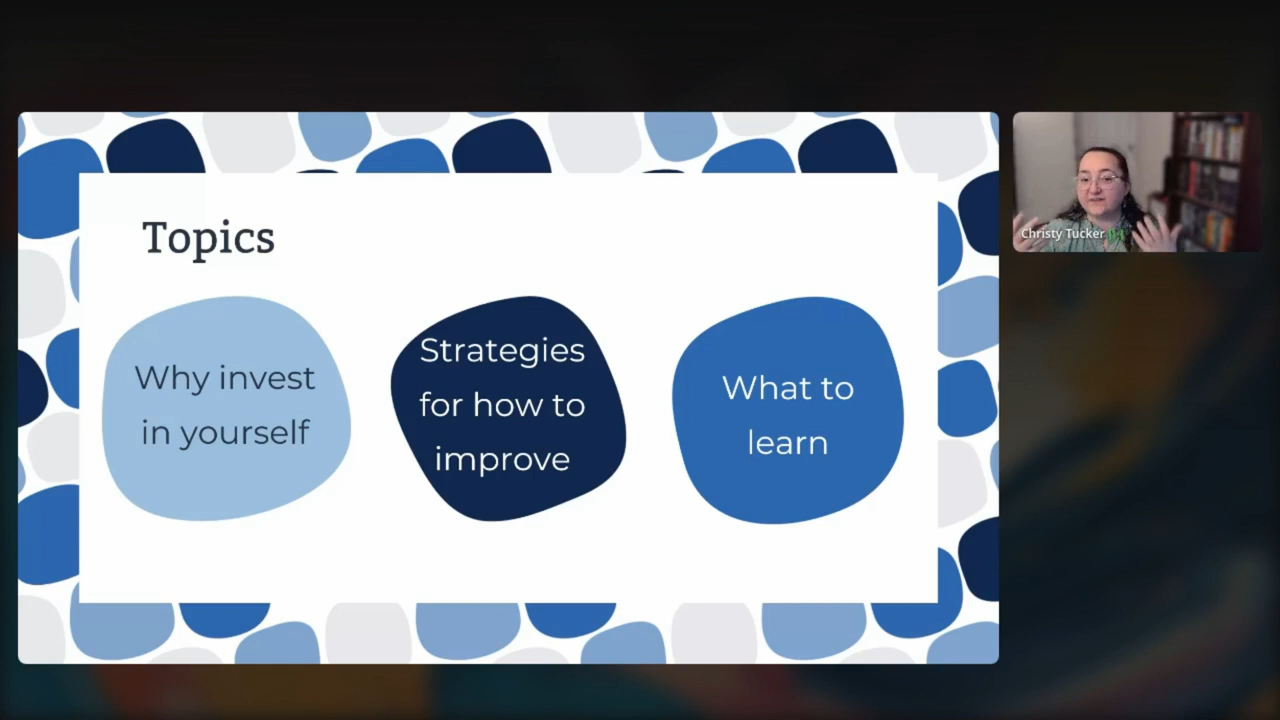 Topics
Why invest
in yourself
Strategies
for how to
improve
What to
learn
Christy Tucker